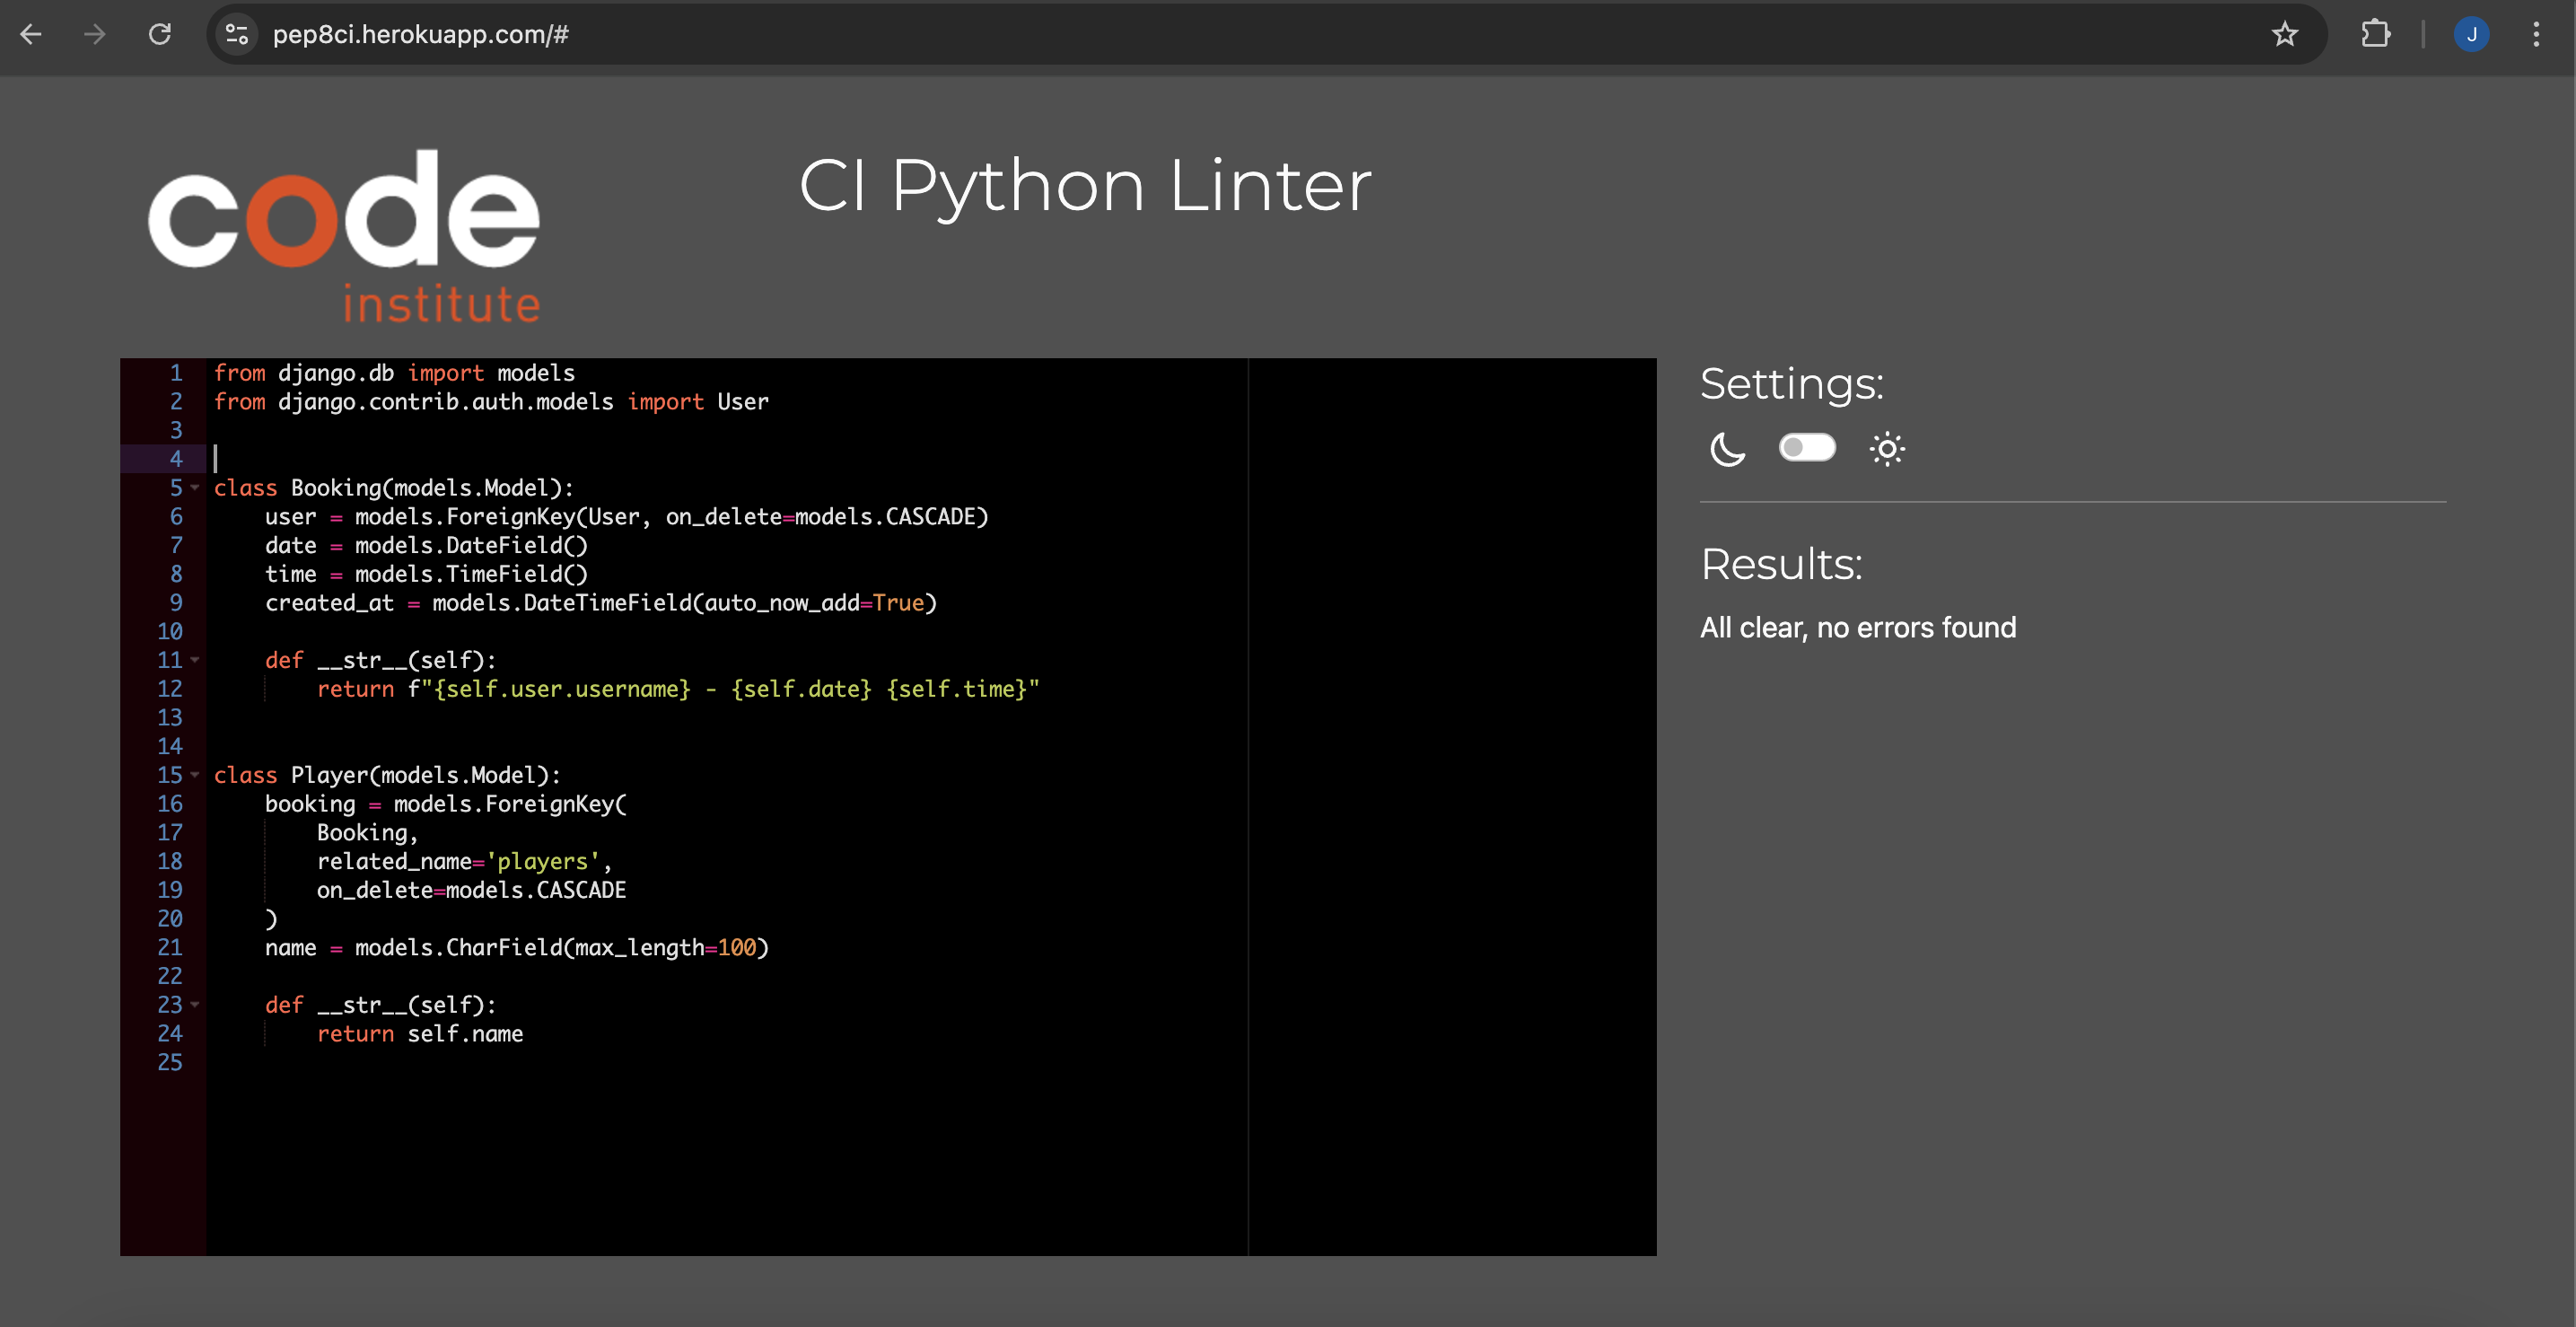 pep8ci.herokuapp.com/#
J
code
institute
CI Python Linter
1 from django.db import models
2 from django.contrib.auth.models import User
3
4
5 class Booking(models.Model):
6     user = models.ForeignKey(User, on_delete=models.CASCADE)
7     date = models.DateField()
8     time = models.TimeField()
9     created_at = models.DateTimeField(auto_now_add=True)
10
11     def __str__(self):
12         return f"{self.user.username} - {self.date} {self.time}"
13
14
15 class Player(models.Model):
16     booking = models.ForeignKey(
17         Booking,
18         related_name='players',
19         on_delete=models.CASCADE
20     )
21     name = models.CharField(max_length=100)
22
23     def __str__(self):
24         return self.name
25
Settings:
Results:
All clear, no errors found